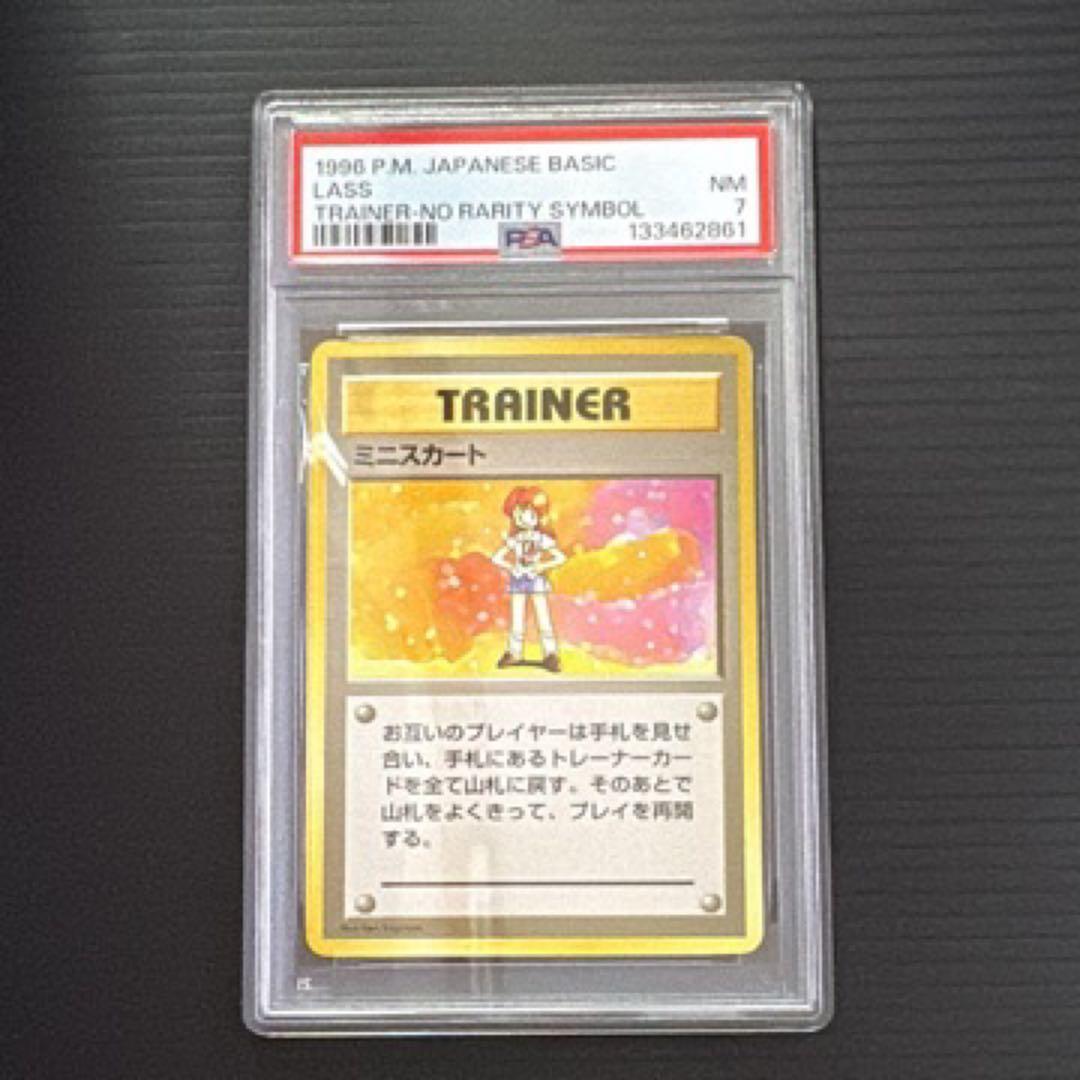 1996 P.M. JAPANESE BASIC
LASS
NM
TRAINER-NO RARITY SYMBOL
7
PSA
133462861
TRAINER
ミニスカート
お互いのプレイヤーは手札を見せ
合い、手札にあるトレーナーカー
ドを全て山札に戻す。そのあとで
山札をよくきって、プレイを再開
する。